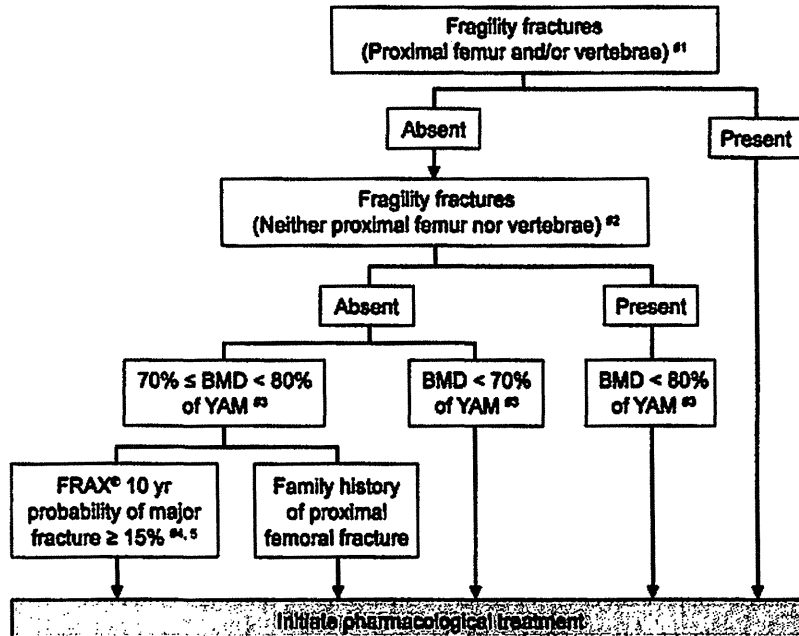 Fragility fractures
(Proximal femur and/or vertebrae) #1
Absent
Present
Fragility fractures
(Neither proximal femur nor vertebrae) #2
Absent
Present
70% ≤ BMD < 80%
of YAM #3
BMD < 70%
of YAM #3
BMD < 80%
of YAM #3
FRAX© 10 yr
probability of major
fracture ≥ 15% #4, 5
Family history
of proximal
femoral fracture
Initiate pharmacological treatment